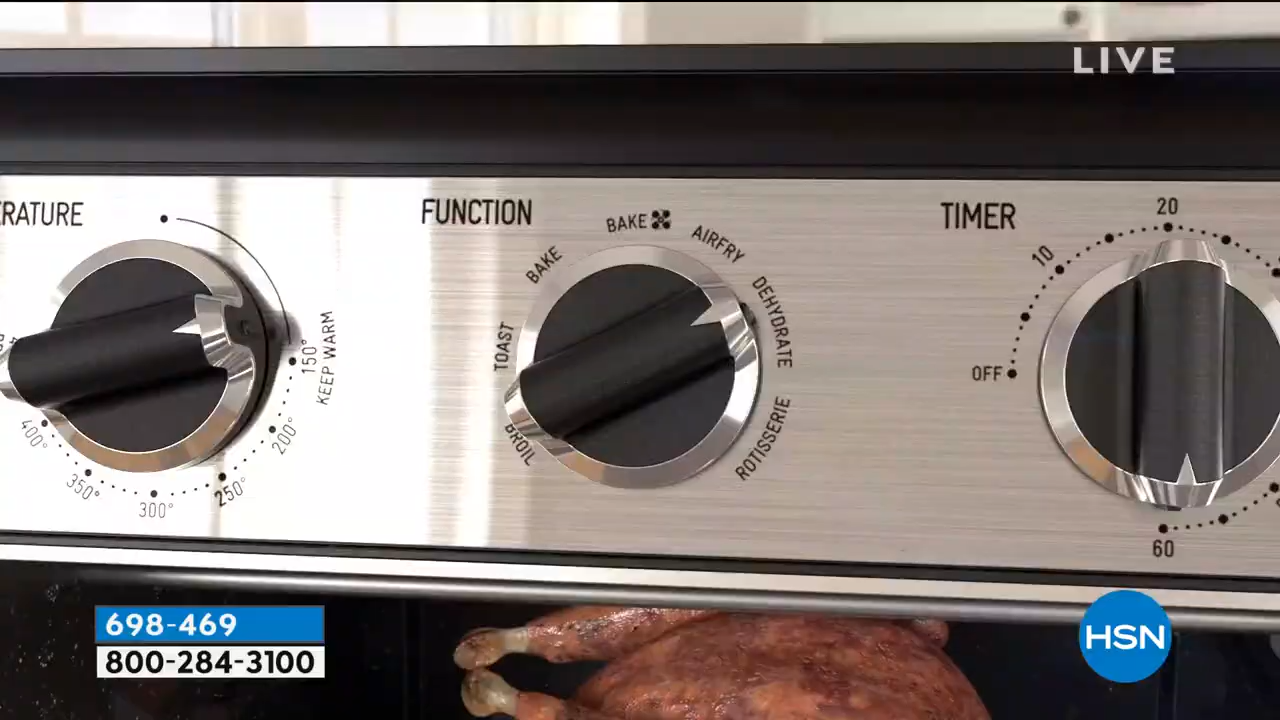 LIVE
ERATURE
FUNCTION
TIMER
BAKE
BAKE
AIRFRY
DEHYDRATE
ROTISSERIE
TOAST
BROIL
150°
KEEP WARM
200°
250°
300°
350°
400°
OFF
10
20
60
698-469
800-284-3100
HSN